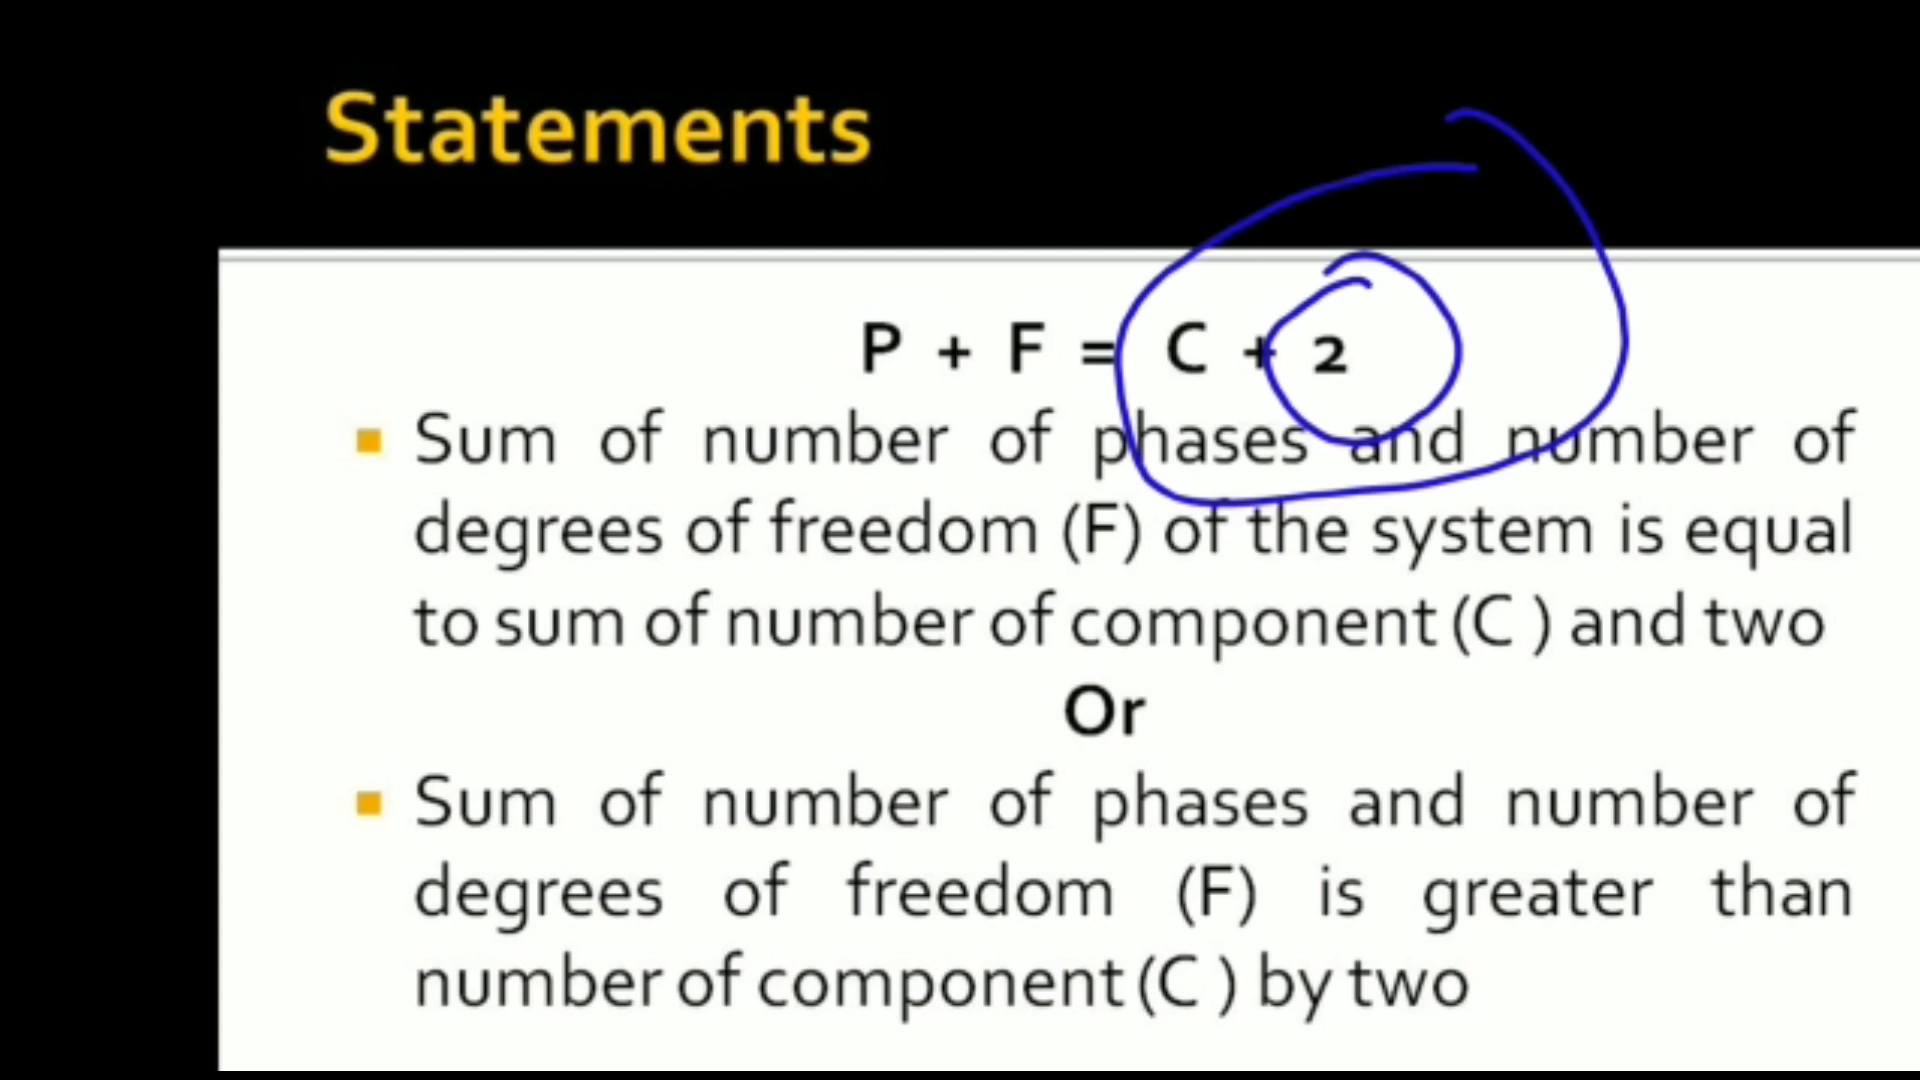 Statements
P + F = C + 2
Sum of number of phases and number of
degrees of freedom (F) of the system is equal
to sum of number of component (C ) and two
Or
Sum of number of phases and number of
degrees of freedom (F) is greater than
number of component (C ) by two